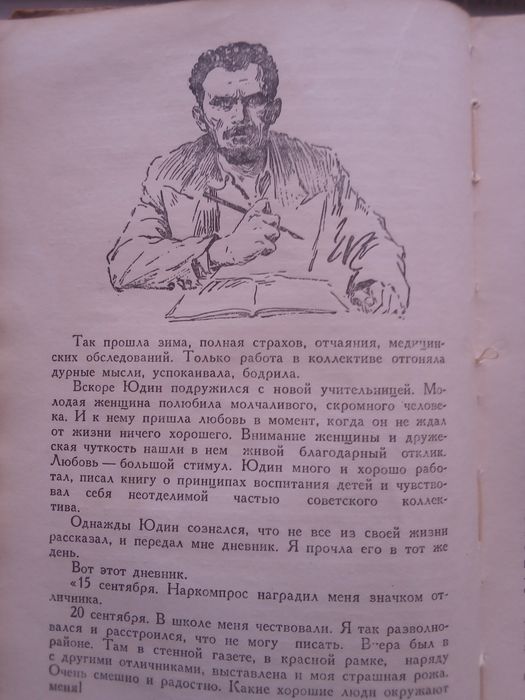 Так прошла зима, полная страхов, отчаяния, медицин-
ских обследований. Только работа в коллективе отгоняла
дурные мысли, успокаивала, бодрила.
Вскоре Юдин подружился с новой учительницей. Мо-
лодая женщина полюбила молчаливого, скромного челове-
ка. И к нему пришла любовь в момент, когда он не ждал
от жизни ничего хорошего. Внимание женщины и друже-
ская чуткость нашли в нем живой благодарный отклик.
Любовь — большой стимул. Юдин много и хорошо рабо-
тал, писал книгу о принципах воспитания детей и чувство-
вал себя неотделимой частью советского коллек-
тива.
Однажды Юдин сознался, что не все из своей жизни
рассказал, и передал мне дневник. Я прочла его в тот же
день.
Вот этот дневник.
«15 сентября. Наркомпрос наградил меня значком от-
личника.
20 сентября. В школе меня чествовали. Я так разволно-
вался и расстроился, что не могу писать. Вчера был в
районе. Там в стенной газете, в красной рамке, наряду
с другими отличниками, выставлена и моя страшная рожа.
Очень смешно и радостно. Какие хорошие люди окружают
меня!